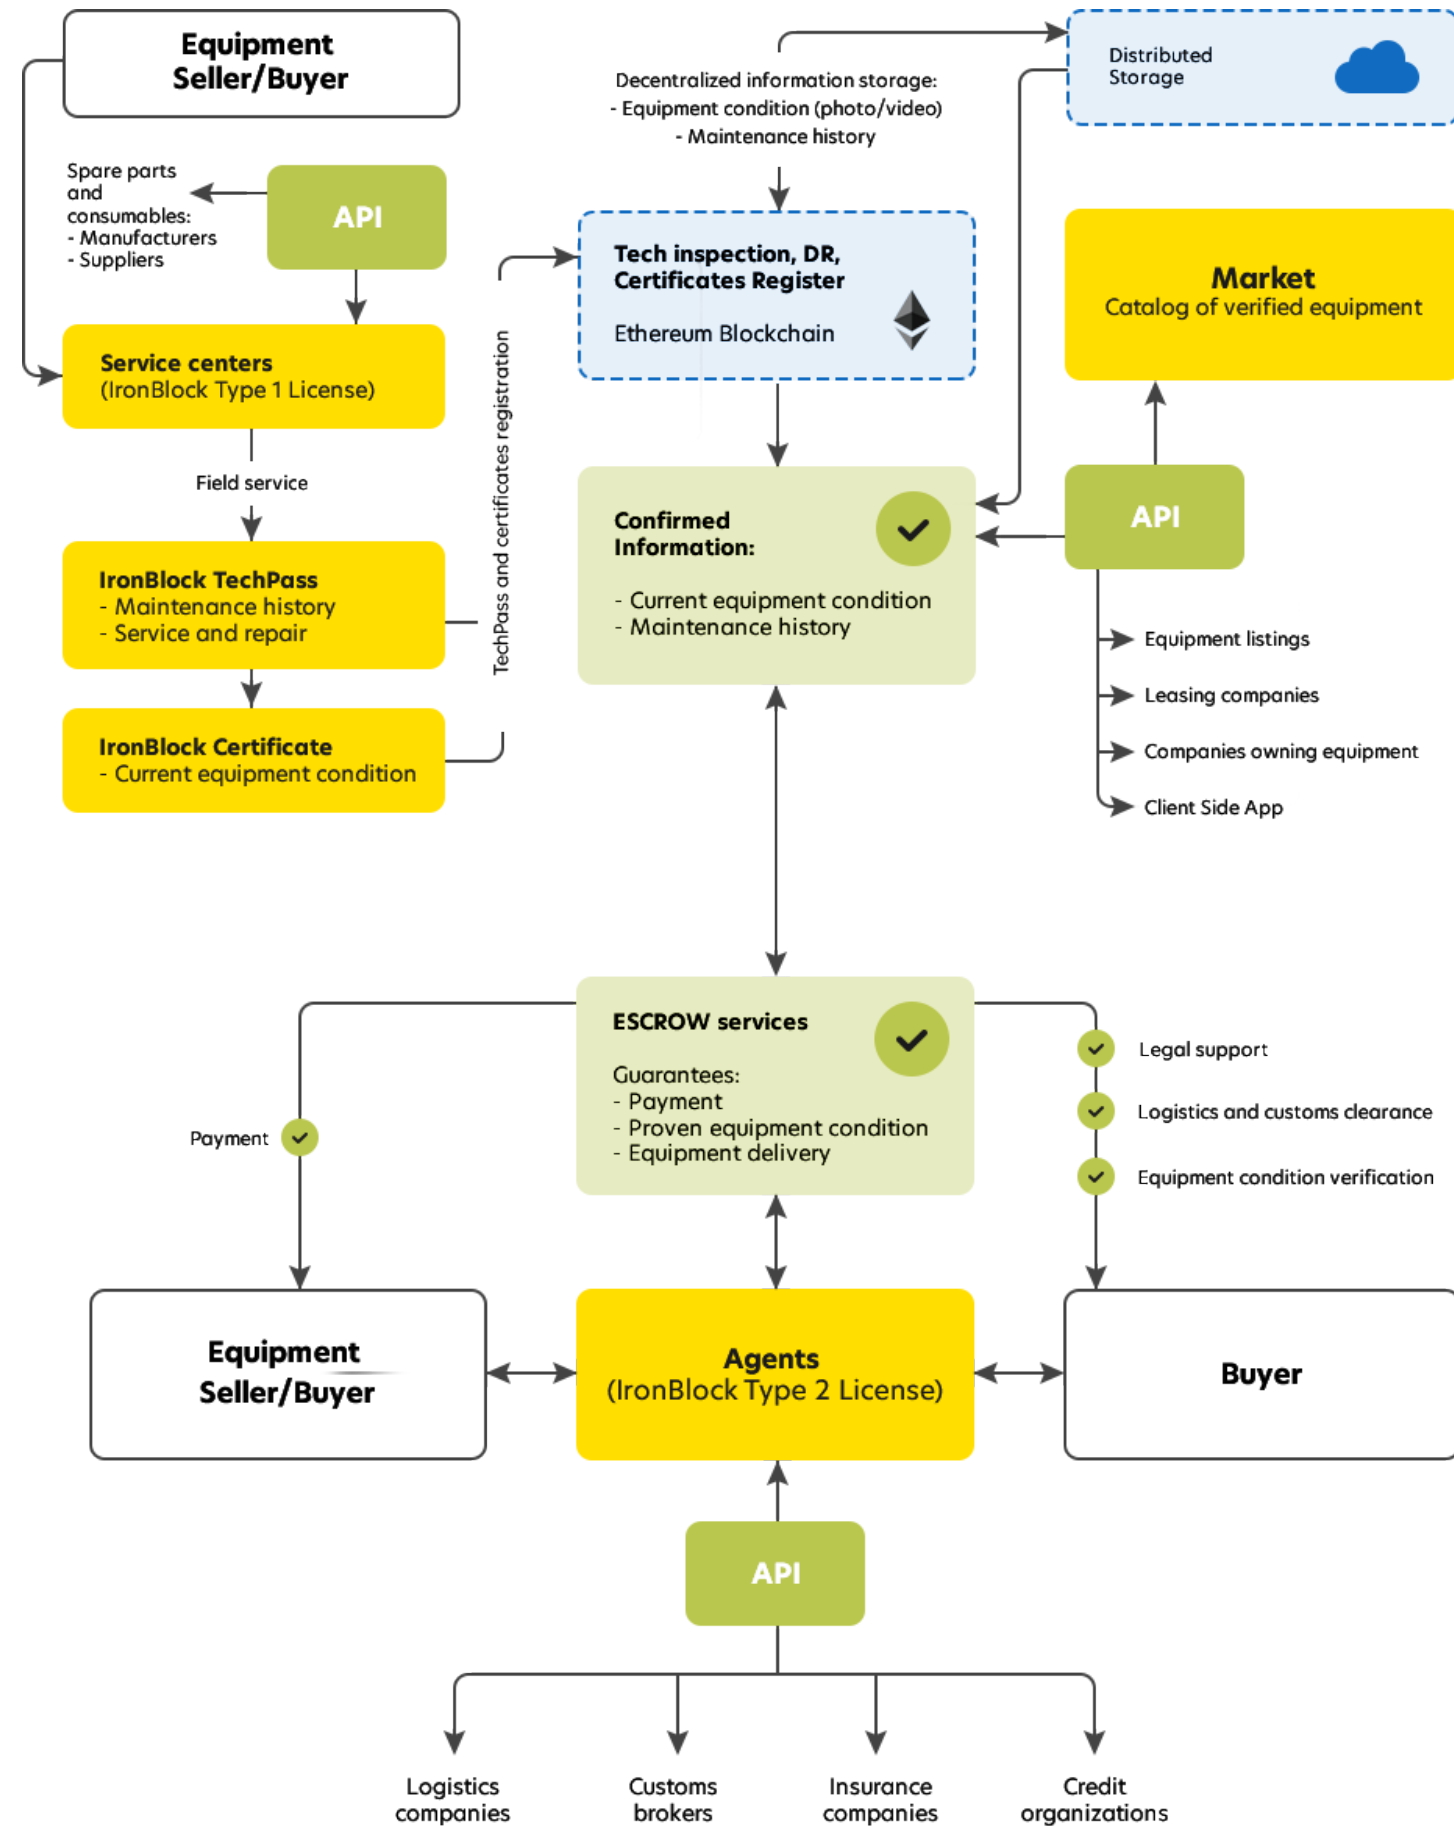 Equipment
Seller/Buyer
Decentralized information storage:
- Equipment condition (photo/video)
- Maintenance history
Distributed
Storage
Spare parts
and
consumables:
- Manufacturers
- Suppliers
API
Service centers
(IronBlock Type 1 License)
Field service
IronBlock TechPass
- Maintenance history
- Service and repair
IronBlock Certificate
- Current equipment condition
TechPass and certificates registration
Tech inspection, DR,
Certificates Register
Ethereum Blockchain
Confirmed
Information:
- Current equipment condition
- Maintenance history
Market
Catalog of verified equipment
API
Equipment listings
Leasing companies
Companies owning equipment
Client Side App
ESCROW services
Guarantees:
- Payment
- Proven equipment condition
- Equipment delivery
Payment
Legal support
Logistics and customs clearance
Equipment condition verification
Equipment
Seller/Buyer
Agents
(IronBlock Type 2 License)
Buyer
API
Logistics
companies
Customs
brokers
Insurance
companies
Credit
organizations